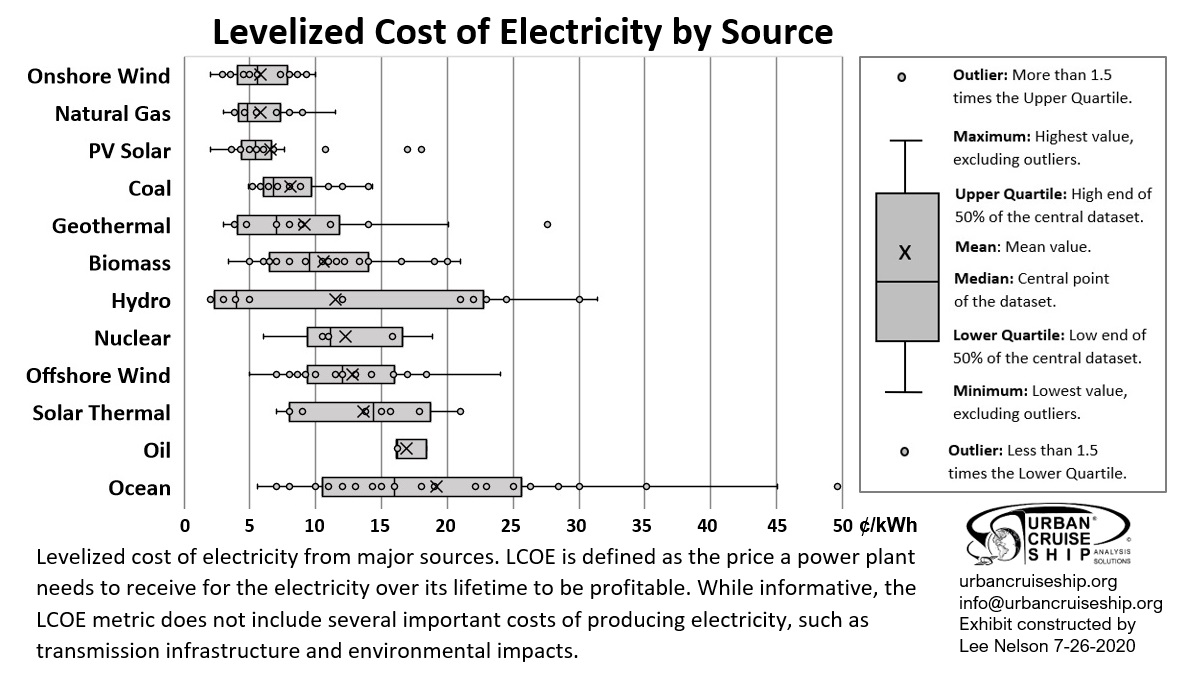 Levelized Cost of Electricity by Source
Onshore Wind
Natural Gas
PV Solar
Coal
Geothermal
Biomass
Hydro
Nuclear
Offshore Wind
Solar Thermal
Oil
Ocean
0 5 10 15 20 25 30 35 40 45 50 ¢/kWh
Outlier: More than 1.5
times the Upper Quartile.
Maximum: Highest value,
excluding outliers.
Upper Quartile: High end of
50% of the central dataset.
X
Mean: Mean value.
Median: Central point
of the dataset.
Lower Quartile: Low end of
50% of the central dataset.
Minimum: Lowest value,
excluding outliers.
Outlier: Less than 1.5
times the Lower Quartile.
Levelized cost of electricity from major sources. LCOE is defined as the price a power plant
needs to receive for the electricity over its lifetime to be profitable. While informative, the
LCOE metric does not include several important costs of producing electricity, such as
transmission infrastructure and environmental impacts.
URBAN®
CRUISE ©
SHIP ANALYSIS
SOLUTIONS
urbancruiseship.org
info@urbancruiseship.org
Exhibit constructed by
Lee Nelson 7-26-2020